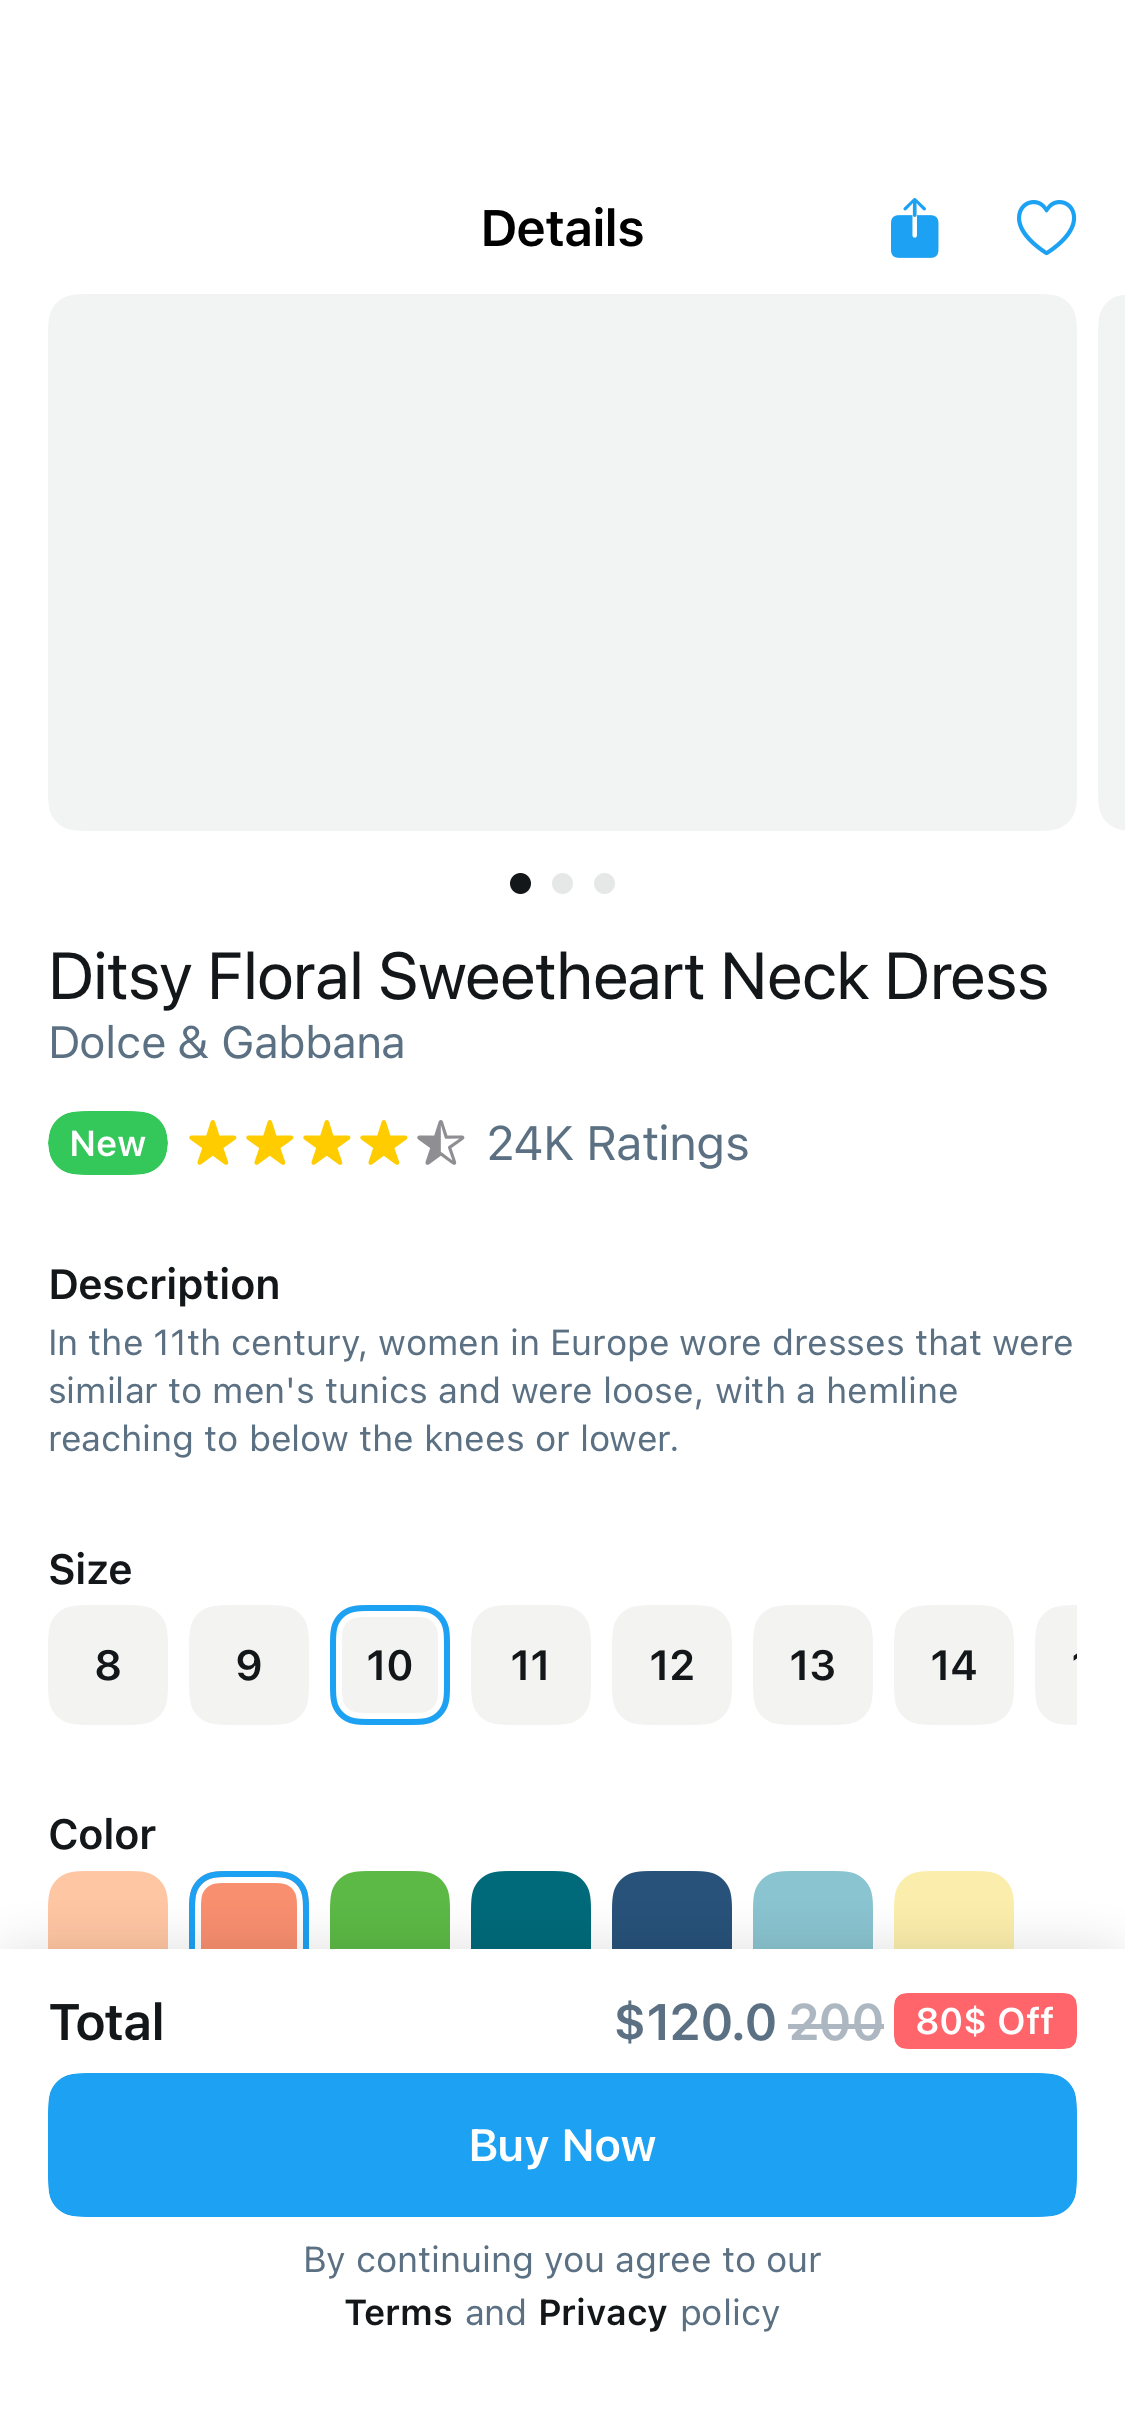 Details
Ditsy Floral Sweetheart Neck Dress
Dolce & Gabbana
New 24K Ratings
Description
In the 11th century, women in Europe wore dresses that were
similar to men's tunics and were loose, with a hemline
reaching to below the knees or lower.
Size
8 9 10 11 12 13 14
Color
Total $120.0 200 80$ Off
Buy Now
By continuing you agree to our
Terms and Privacy policy